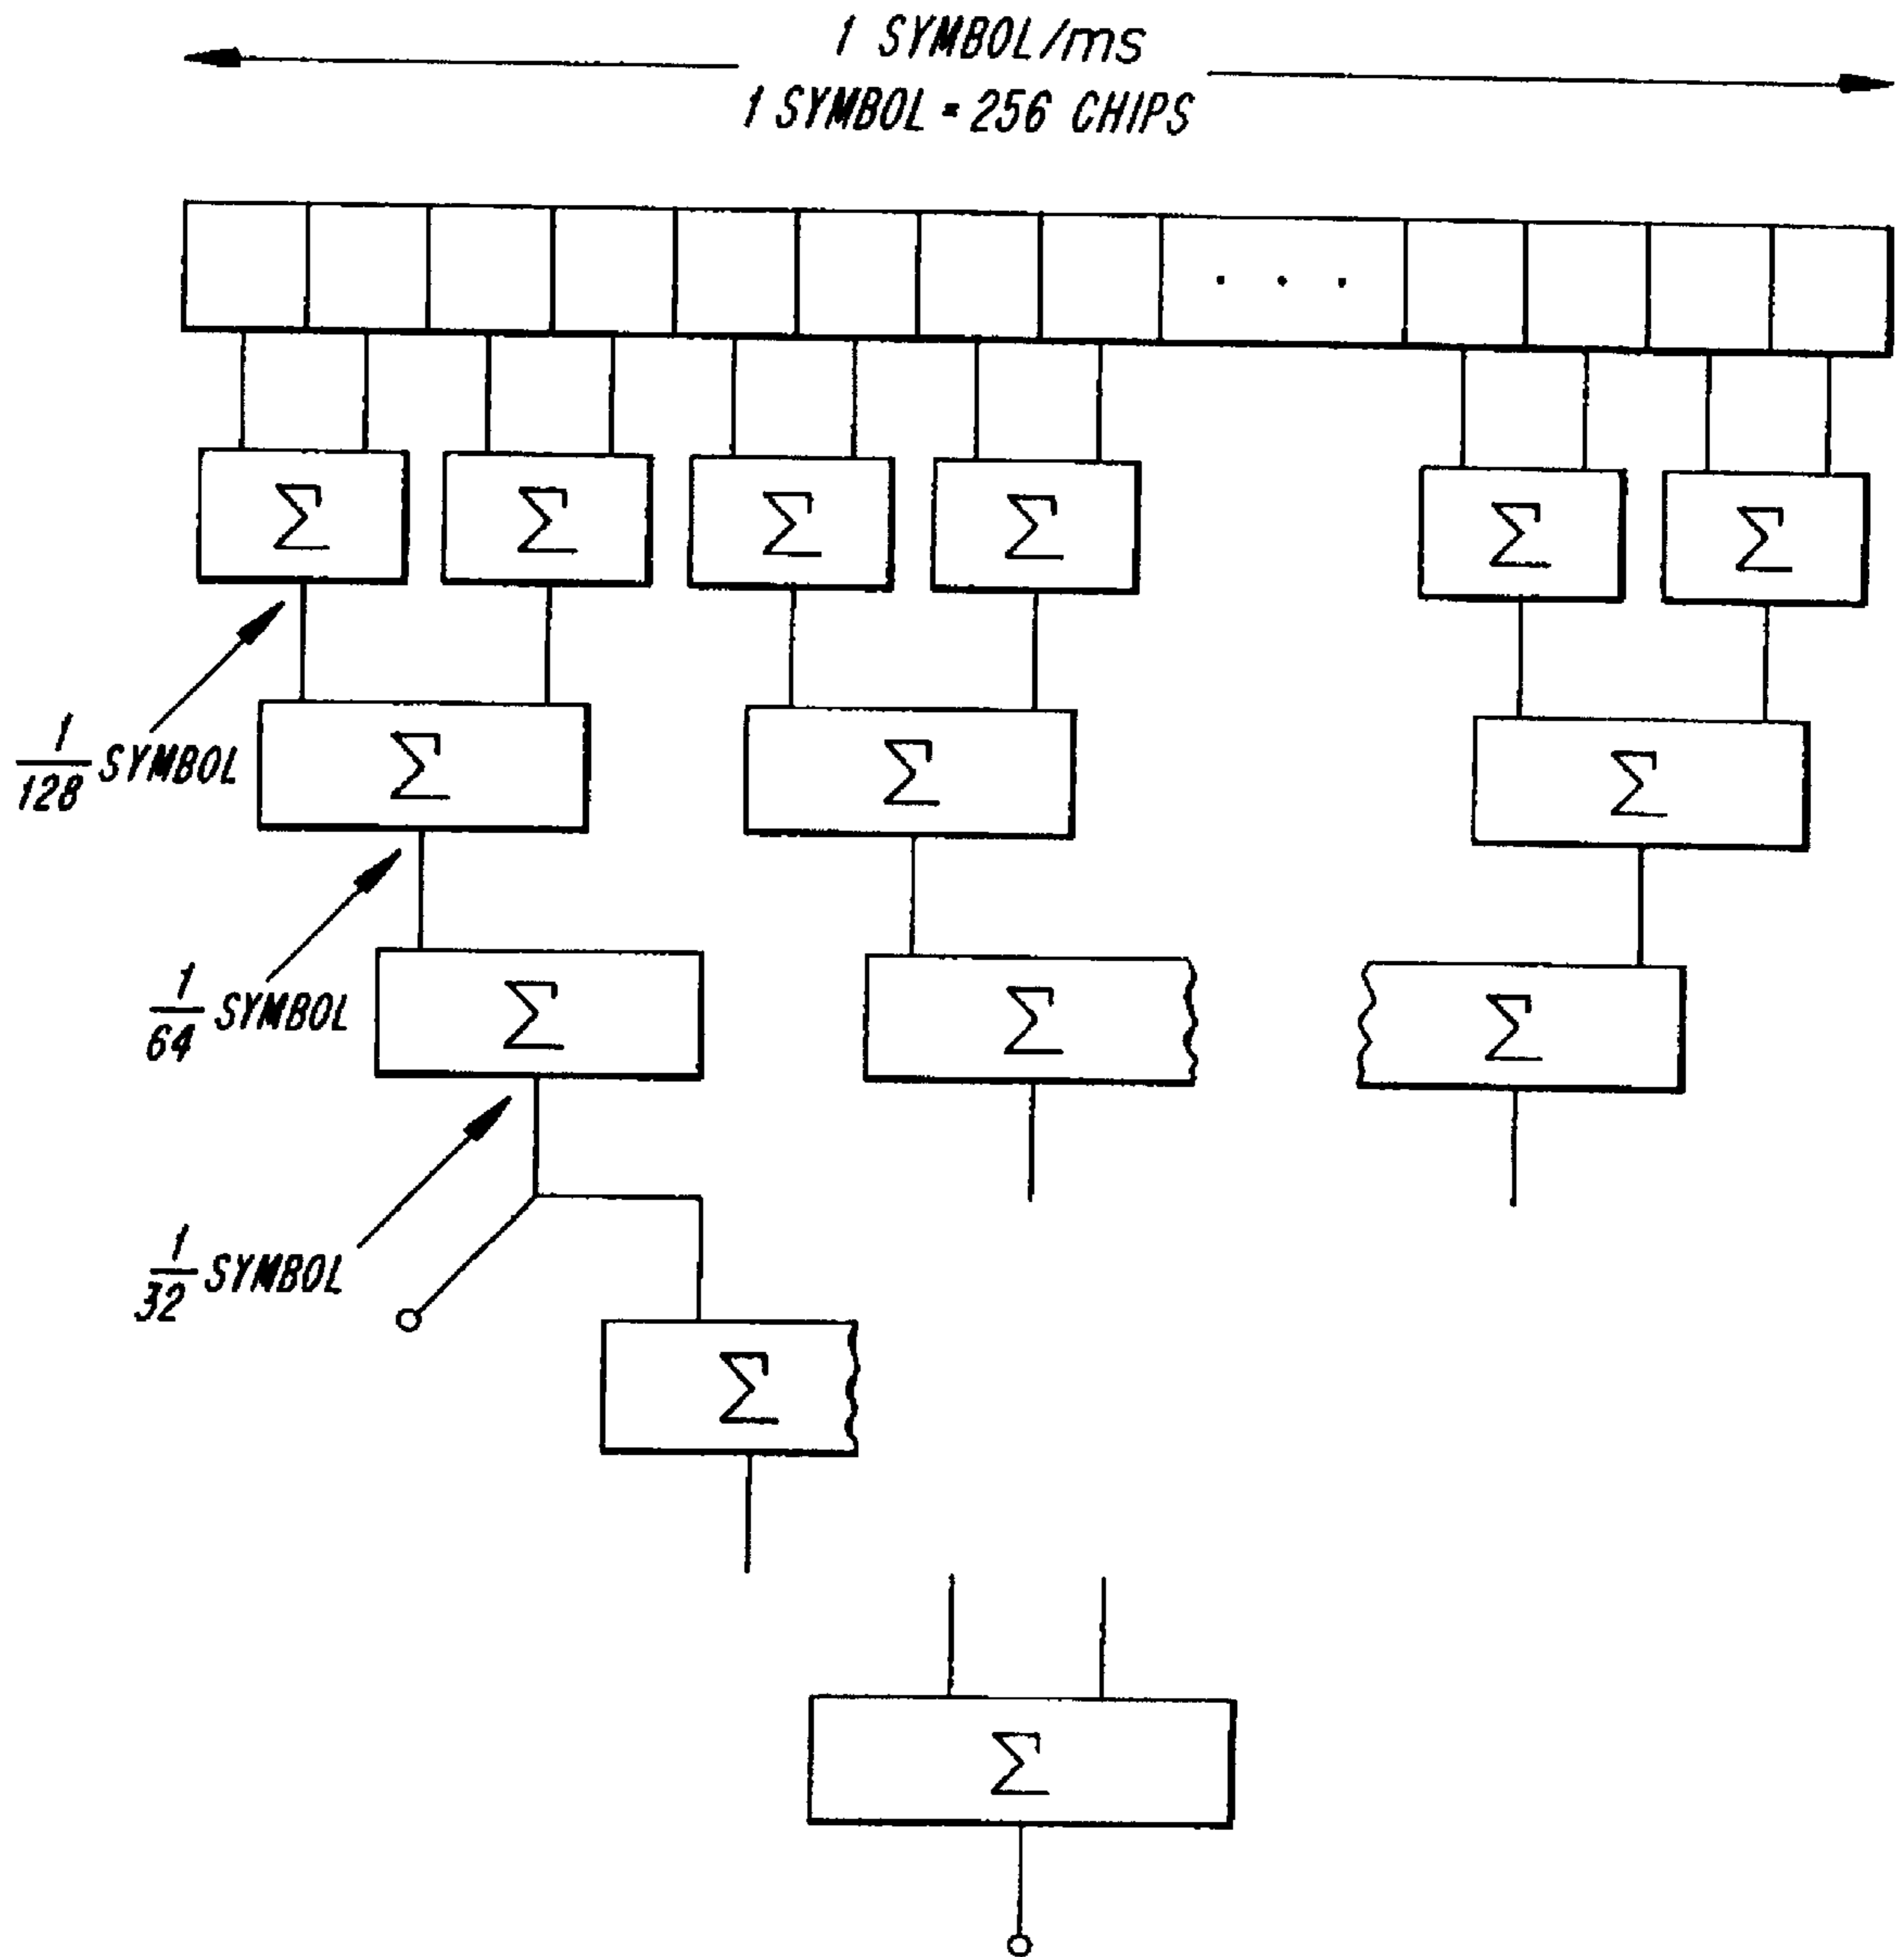 1 SYMBOL/ms
1 SYMBOL = 256 CHIPS
. . .
Σ Σ Σ Σ Σ Σ
1/128 SYMBOL
Σ Σ Σ
1/64 SYMBOL
Σ Σ Σ
1/32 SYMBOL
Σ
Σ